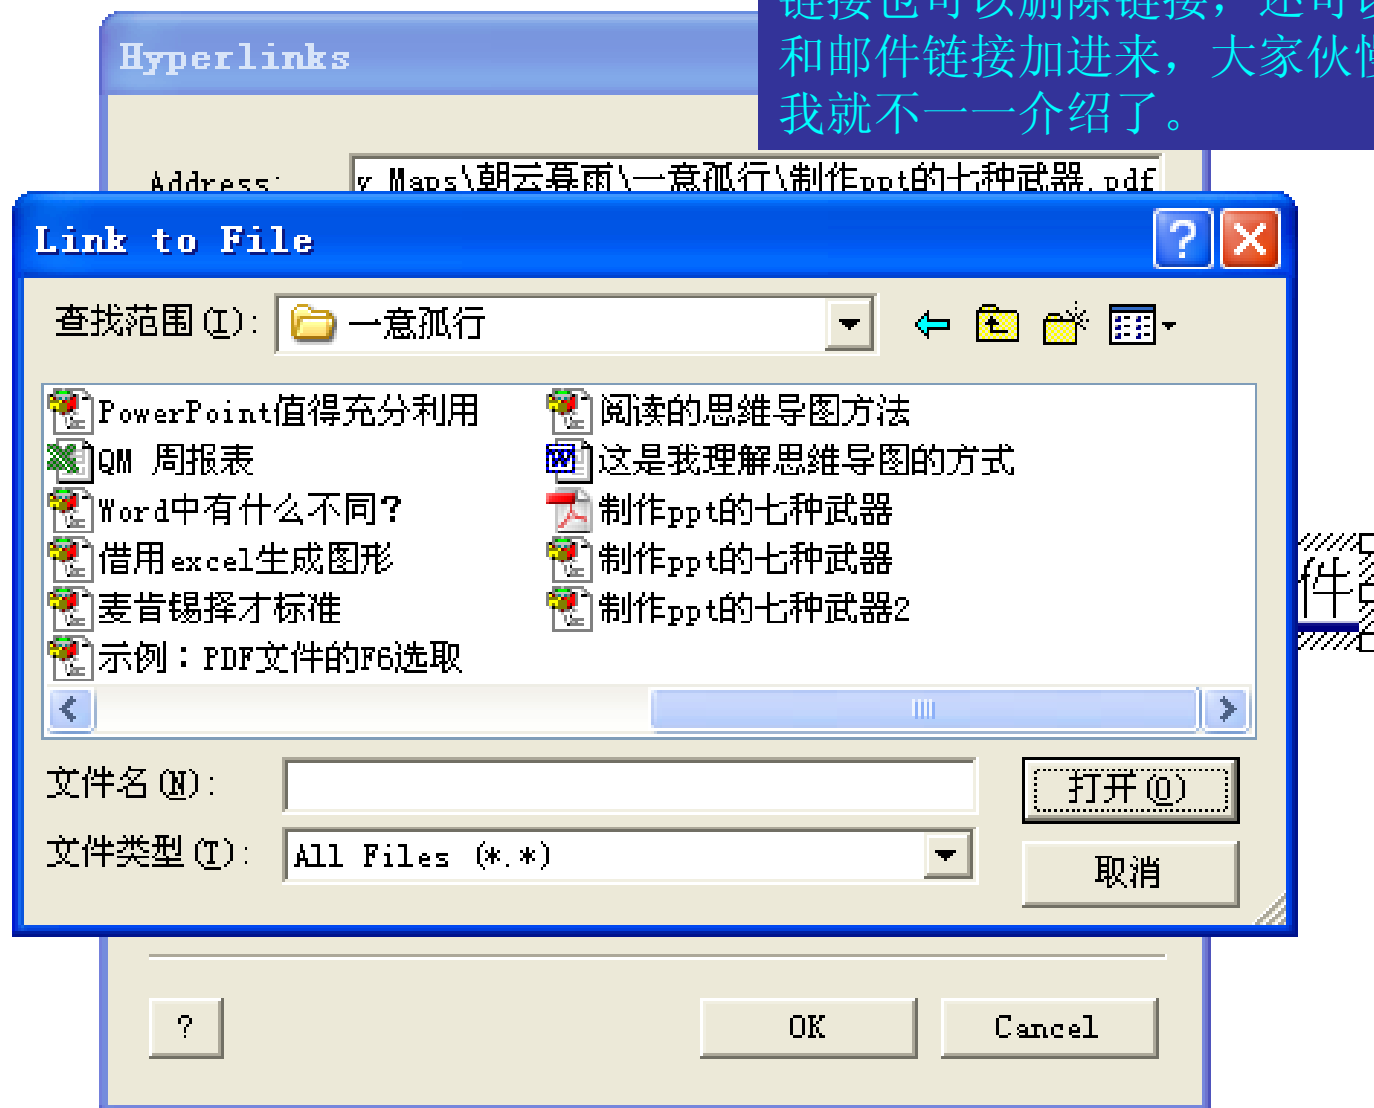 链接也可以删除链接，还可以
和邮件链接加进来，大家伙慢
我就不一一介绍了。
Hyperlinks
Address:
y Maps\朝云暮雨\一意孤行\制作ppt的七种武器.pdf
Link to File
查找范围(I):
一意孤行
PowerPoint值得充分利用
QM 周报表
Word中有什么不同?
借用excel生成图形
麦肯锡择才标准
示例：PDF文件的F6选取
阅读的思维导图方法
这是我理解思维导图的方式
制作ppt的七种武器
制作ppt的七种武器
制作ppt的七种武器2
件
文件名(N):
打开(O)
文件类型(T):
All Files (*.*)
取消
?
OK
Cancel